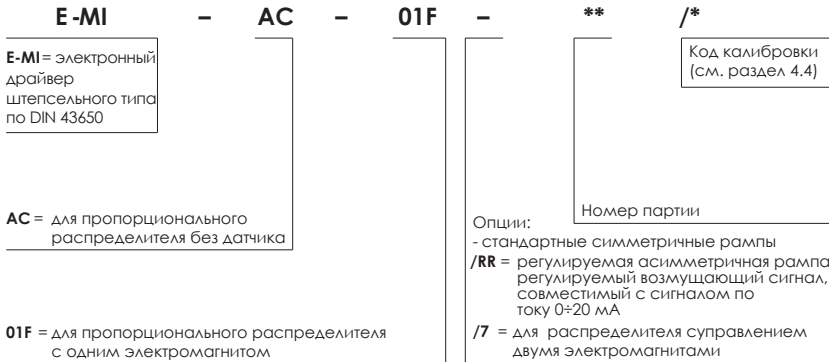 E-MI – AC – 01F – ** /*
E-MI = электронный
драйвер
штепсельного типа
по DIN 43650
Код калибровки
(см. раздел 4.4)
AC = для пропорционального
распределителя без датчика
Номер партии
Опции:
- стандартные симметричные рампы
/RR = регулируемая асимметричная рампа
регулируемый возмущающий сигнал,
совместимый с сигналом по
току 0÷20 мА
01F = для пропорционального распределителя
с одним электромагнитом
/7 = для распределителя суправлением
двумя электромагнитами